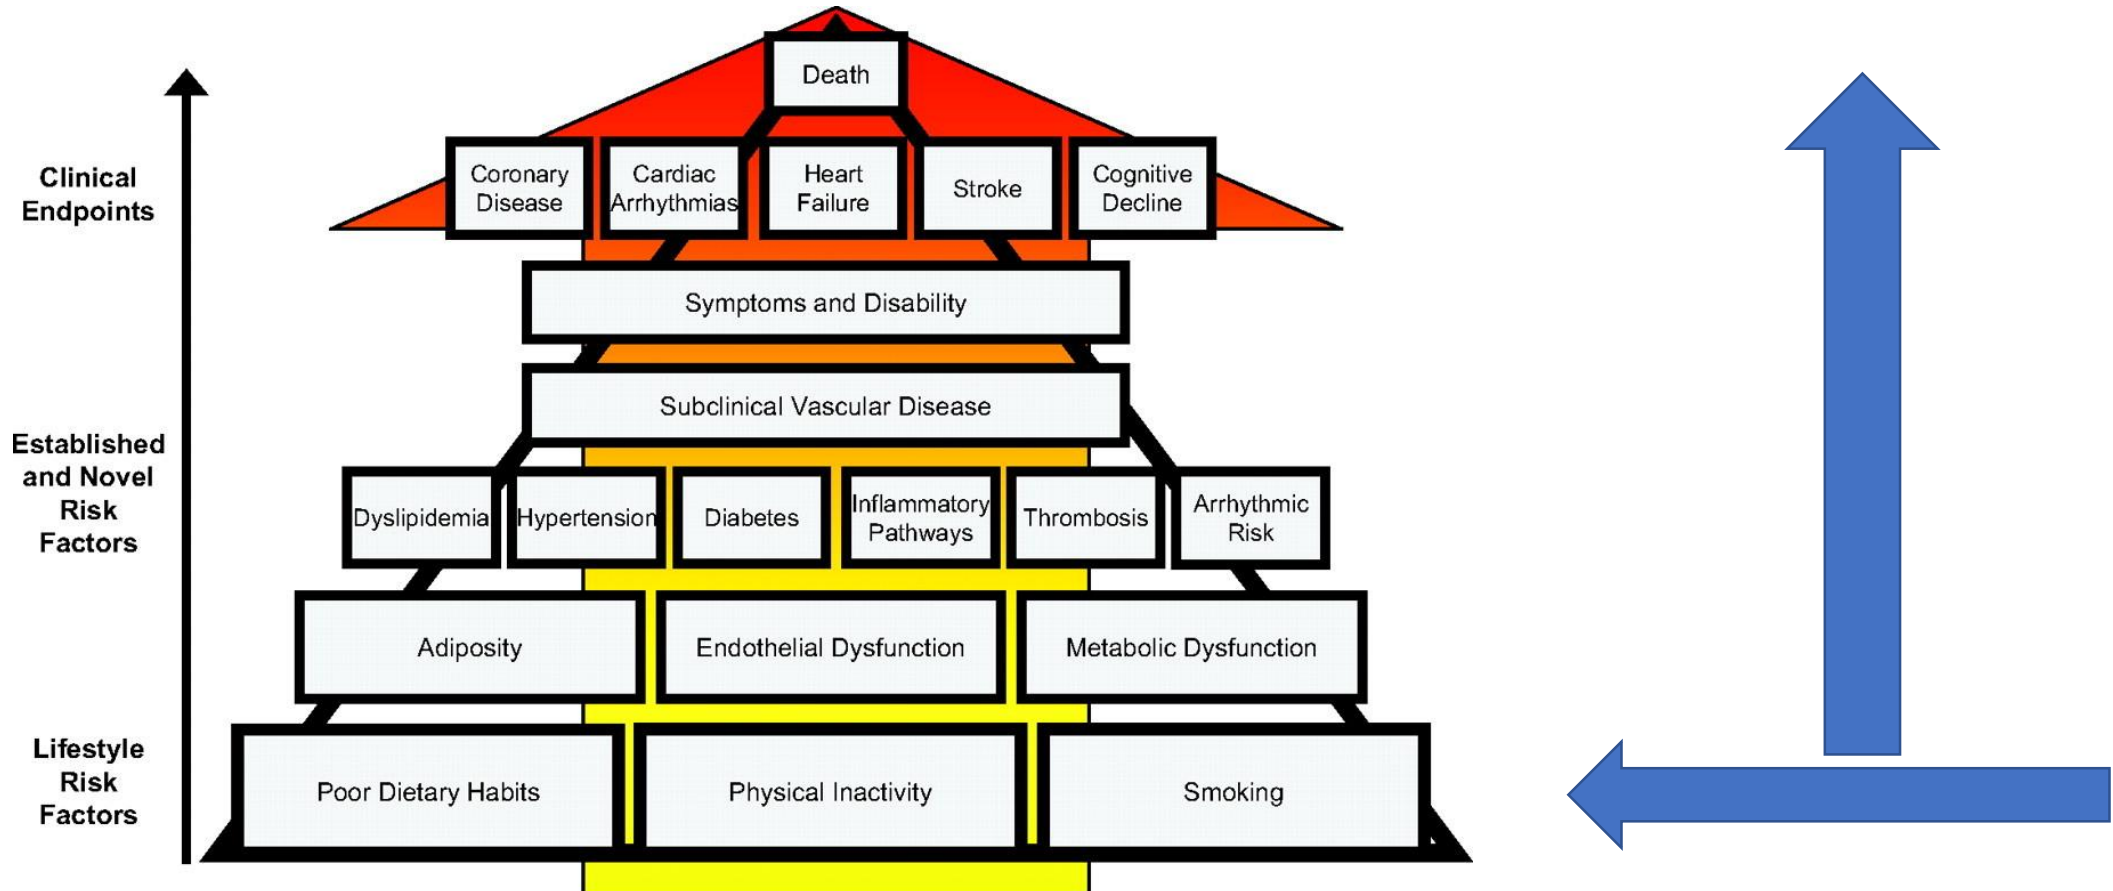 Death
Clinical
Endpoints
Coronary
Disease
Cardiac
Arrhythmias
Heart
Failure
Stroke
Cognitive
Decline
Symptoms and Disability
Subclinical Vascular Disease
Established
and Novel
Risk
Factors
Dyslipidemia
Hypertension
Diabetes
Inflammatory
Pathways
Thrombosis
Arrhythmic
Risk
Adiposity
Endothelial Dysfunction
Metabolic Dysfunction
Lifestyle
Risk
Factors
Poor Dietary Habits
Physical Inactivity
Smoking